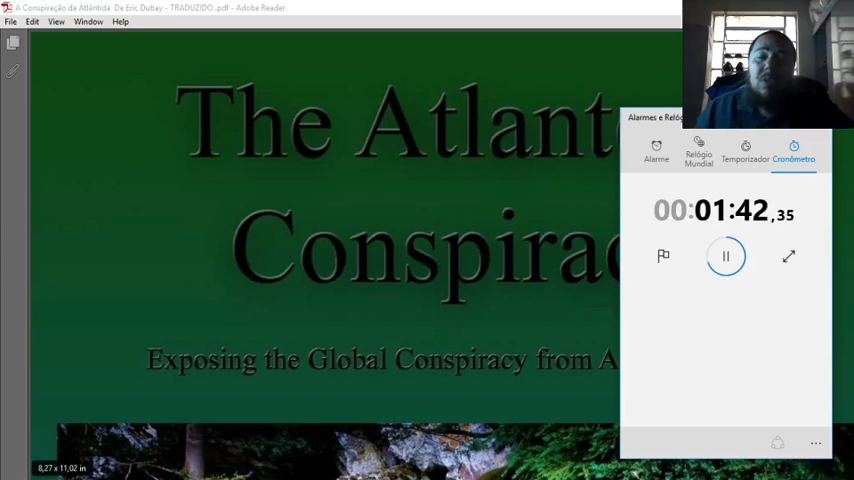 A Conspiração da Atlântida De Eric Dubay - TRADUZIDO .pdf - Adobe Reader
File Edit View Window Help
The Atlant
Conspirac
Exposing the Global Conspiracy from A
8,27 x 11,02 in
Alarmes e Relóg
Alarme
Relógio Mundial
Temporizador
Cronômetro
00:01:42,35